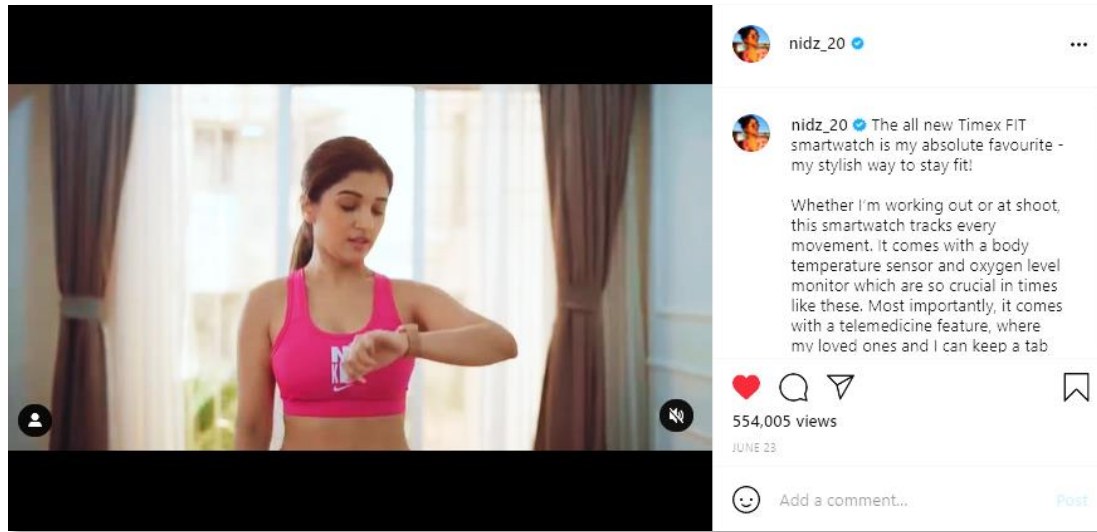 nidz_20
nidz_20 The all new Timex FIT
smartwatch is my absolute favourite -
my stylish way to stay fit!
Whether I'm working out or at shoot,
this smartwatch tracks every
movement. It comes with a body
temperature sensor and oxygen level
monitor which are so crucial in times
like these. Most importantly, it comes
with a telemedicine feature, where
my loved ones and I can keep a tab
554,005 views
JUNE 23
Add a comment...
Post